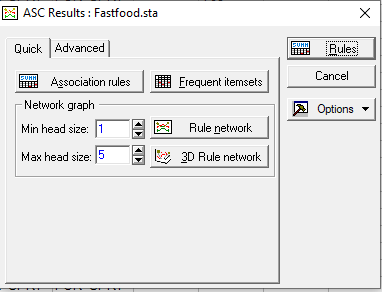 ASC Results : Fastfood.sta
Quick Advanced
Rules
Association rules Frequent itemsets
Cancel
Network graph
Options
Min head size: 1 Rule network
Max head size: 5 3D Rule network